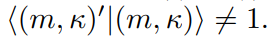 ⟨(m, κ)′|(m, κ)⟩ ≠ 1.